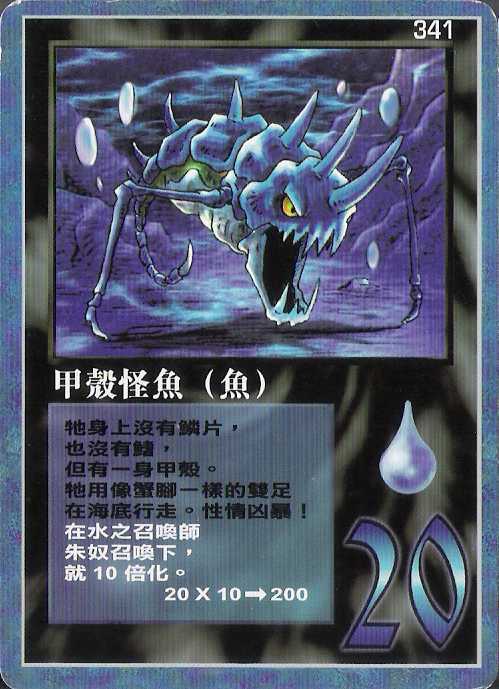 341
甲殼怪魚（魚）
牠身上沒有鱗片，
也沒有鰭，
但有一身甲殼。
牠用像蟹腳一樣的雙足
在海底行走。性情凶暴！
在水之召喚師
朱奴召喚下，
就10倍化。
20 X 10➞200
20